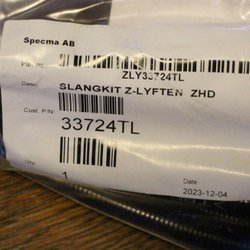 Specma AB
Part no. ZLY33724TL
Desc. SLANGKIT Z-LYFTEN ZHD
Cust. P/N
33724TL
Qty
1
Date
2023-12-04